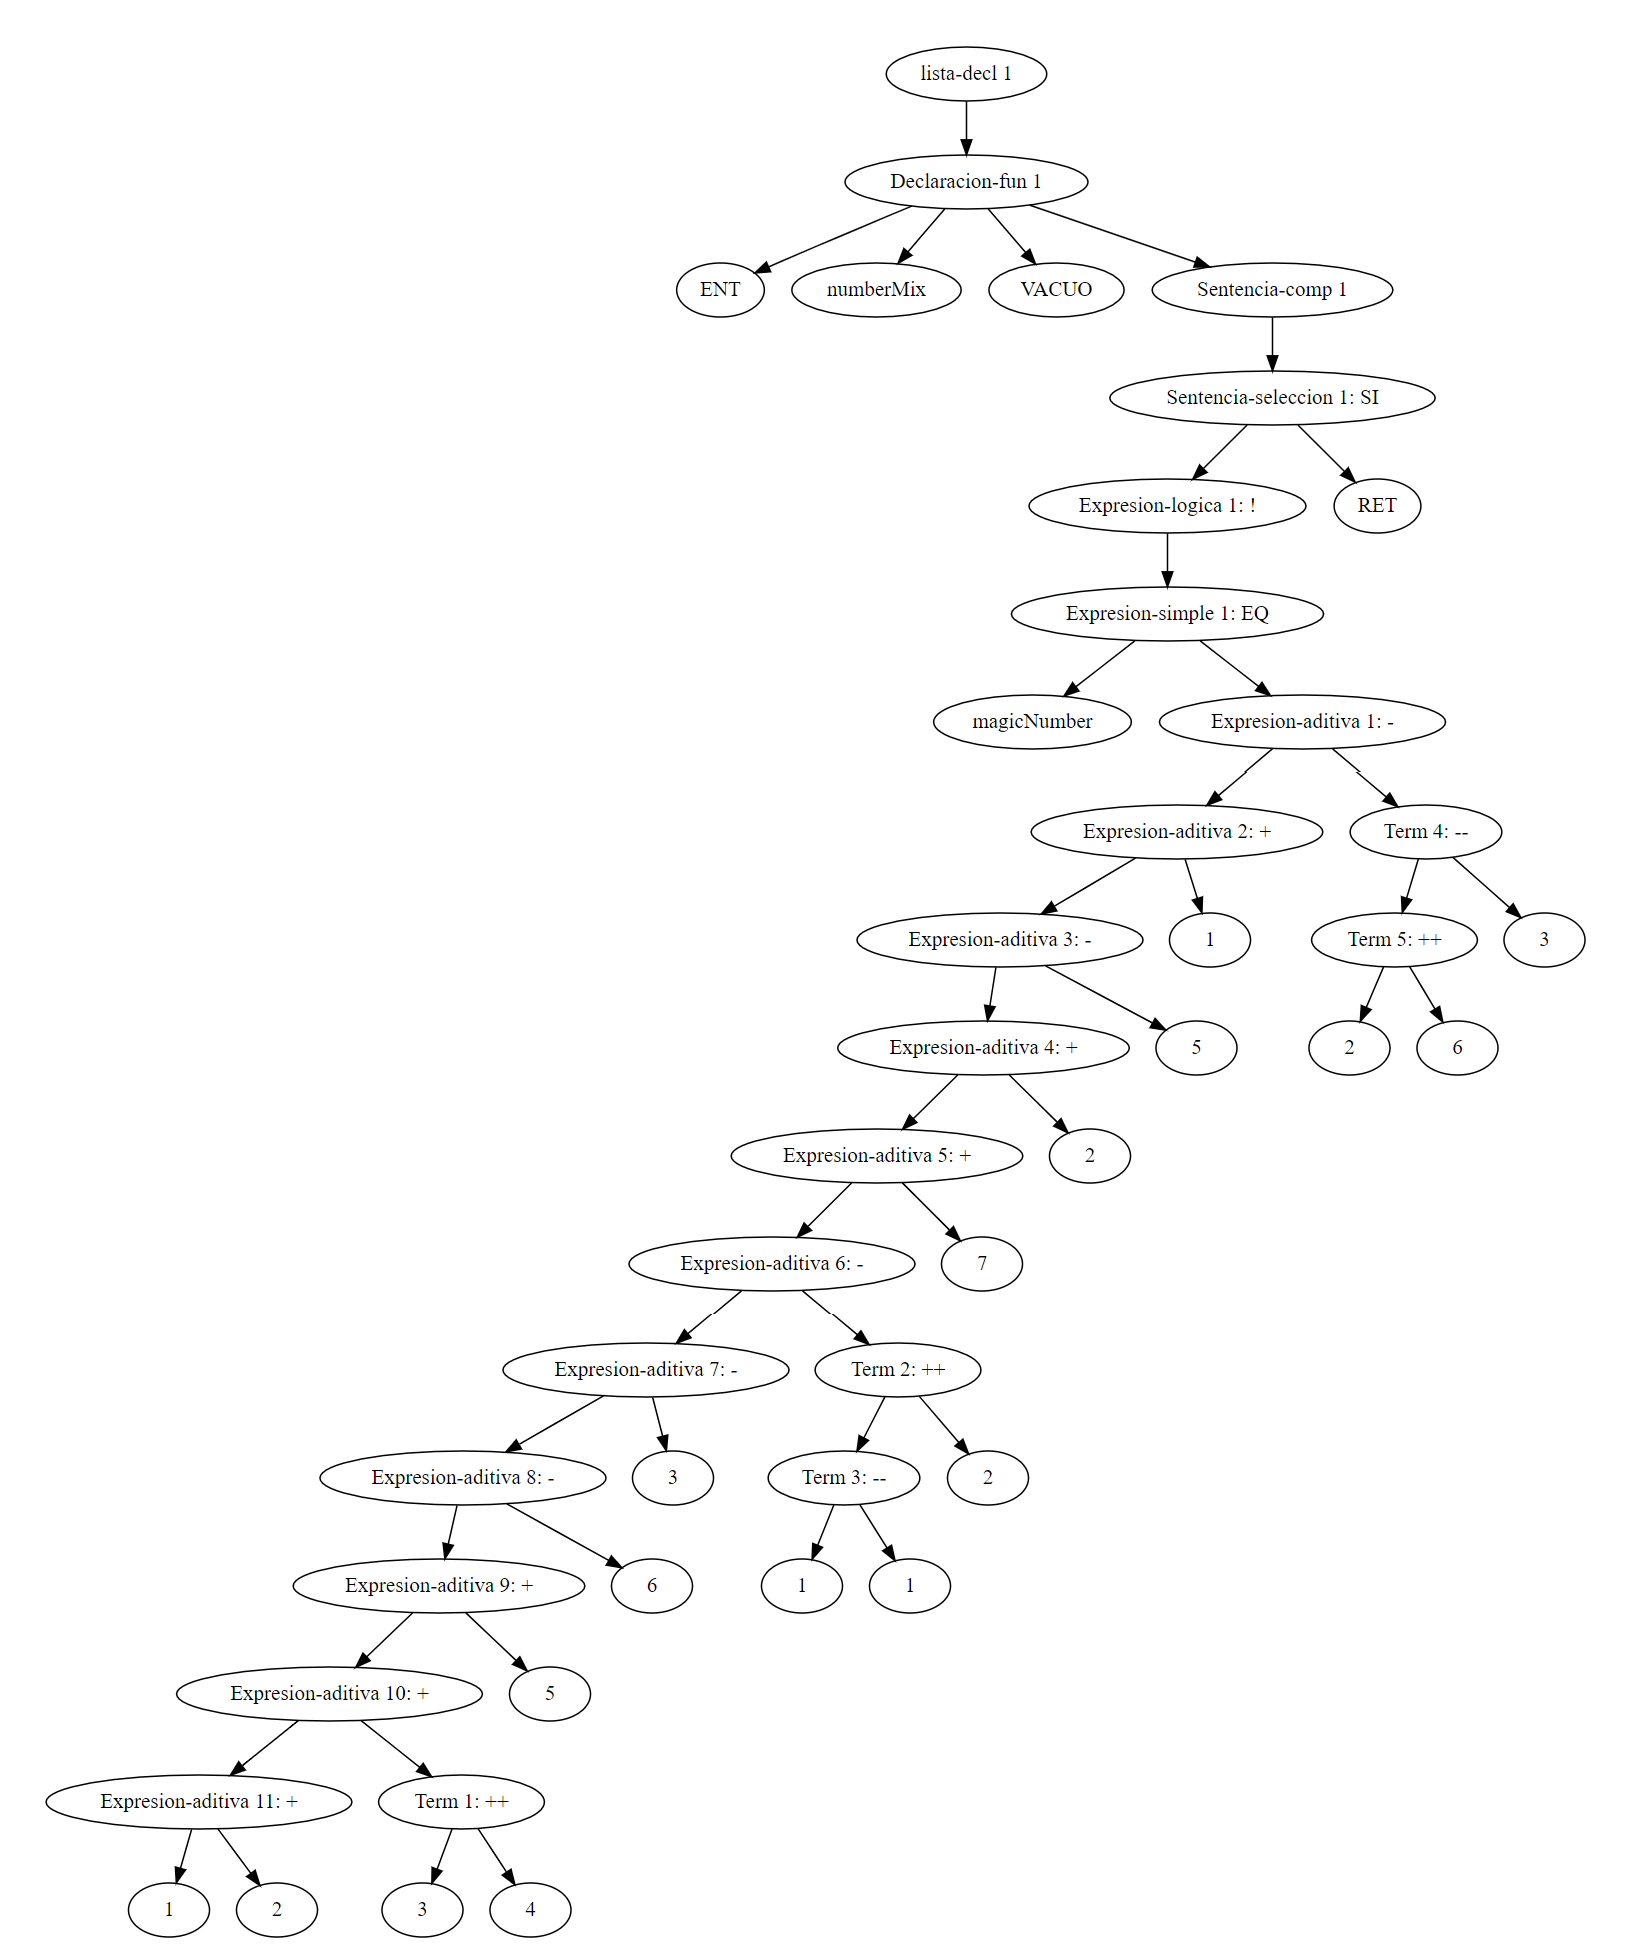 lista-decl 1
Declaracion-fun 1
ENT
numberMix
VACUO
Sentencia-comp 1
Sentencia-seleccion 1: SI
Expresion-logica 1: !
RET
Expresion-simple 1: EQ
magicNumber
Expresion-aditiva 1: -
Expresion-aditiva 2: +
Term 4: --
Expresion-aditiva 3: -
1
Term 5: ++
3
Expresion-aditiva 4: +
5
2
6
Expresion-aditiva 5: +
2
Expresion-aditiva 6: -
7
Expresion-aditiva 7: -
Term 2: ++
Expresion-aditiva 8: -
3
Term 3: --
2
Expresion-aditiva 9: +
6
1
1
Expresion-aditiva 10: +
5
Expresion-aditiva 11: +
Term 1: ++
1
2
3
4